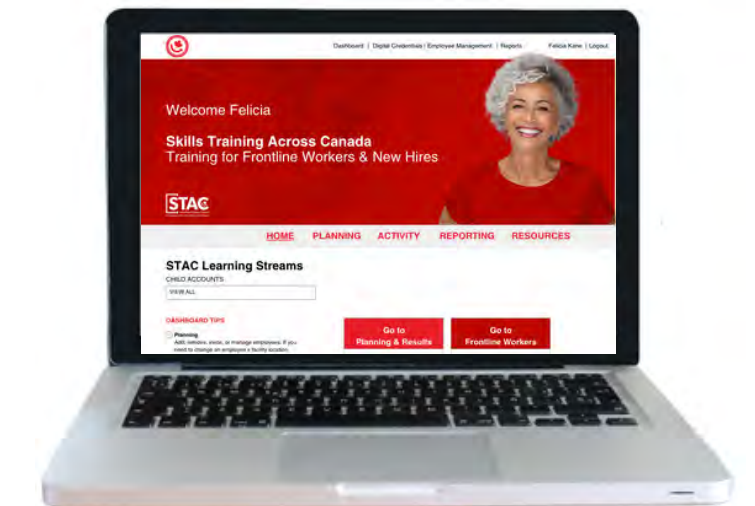 Dashboard | Digital Credentials | Employee Management | Reports Felicia Kane | Logout
Welcome Felicia
Skills Training Across Canada
Training for Frontline Workers & New Hires
STAC
HOME PLANNING ACTIVITY REPORTING RESOURCES
STAC Learning Streams
CHILD ACCOUNTS
VIEW ALL
DASHBOARD TIPS
Planning
Add, remove, move, or manage employees. If you
need to change an employee's facility location,
Go to
Planning & Results
Go to
Frontline Workers